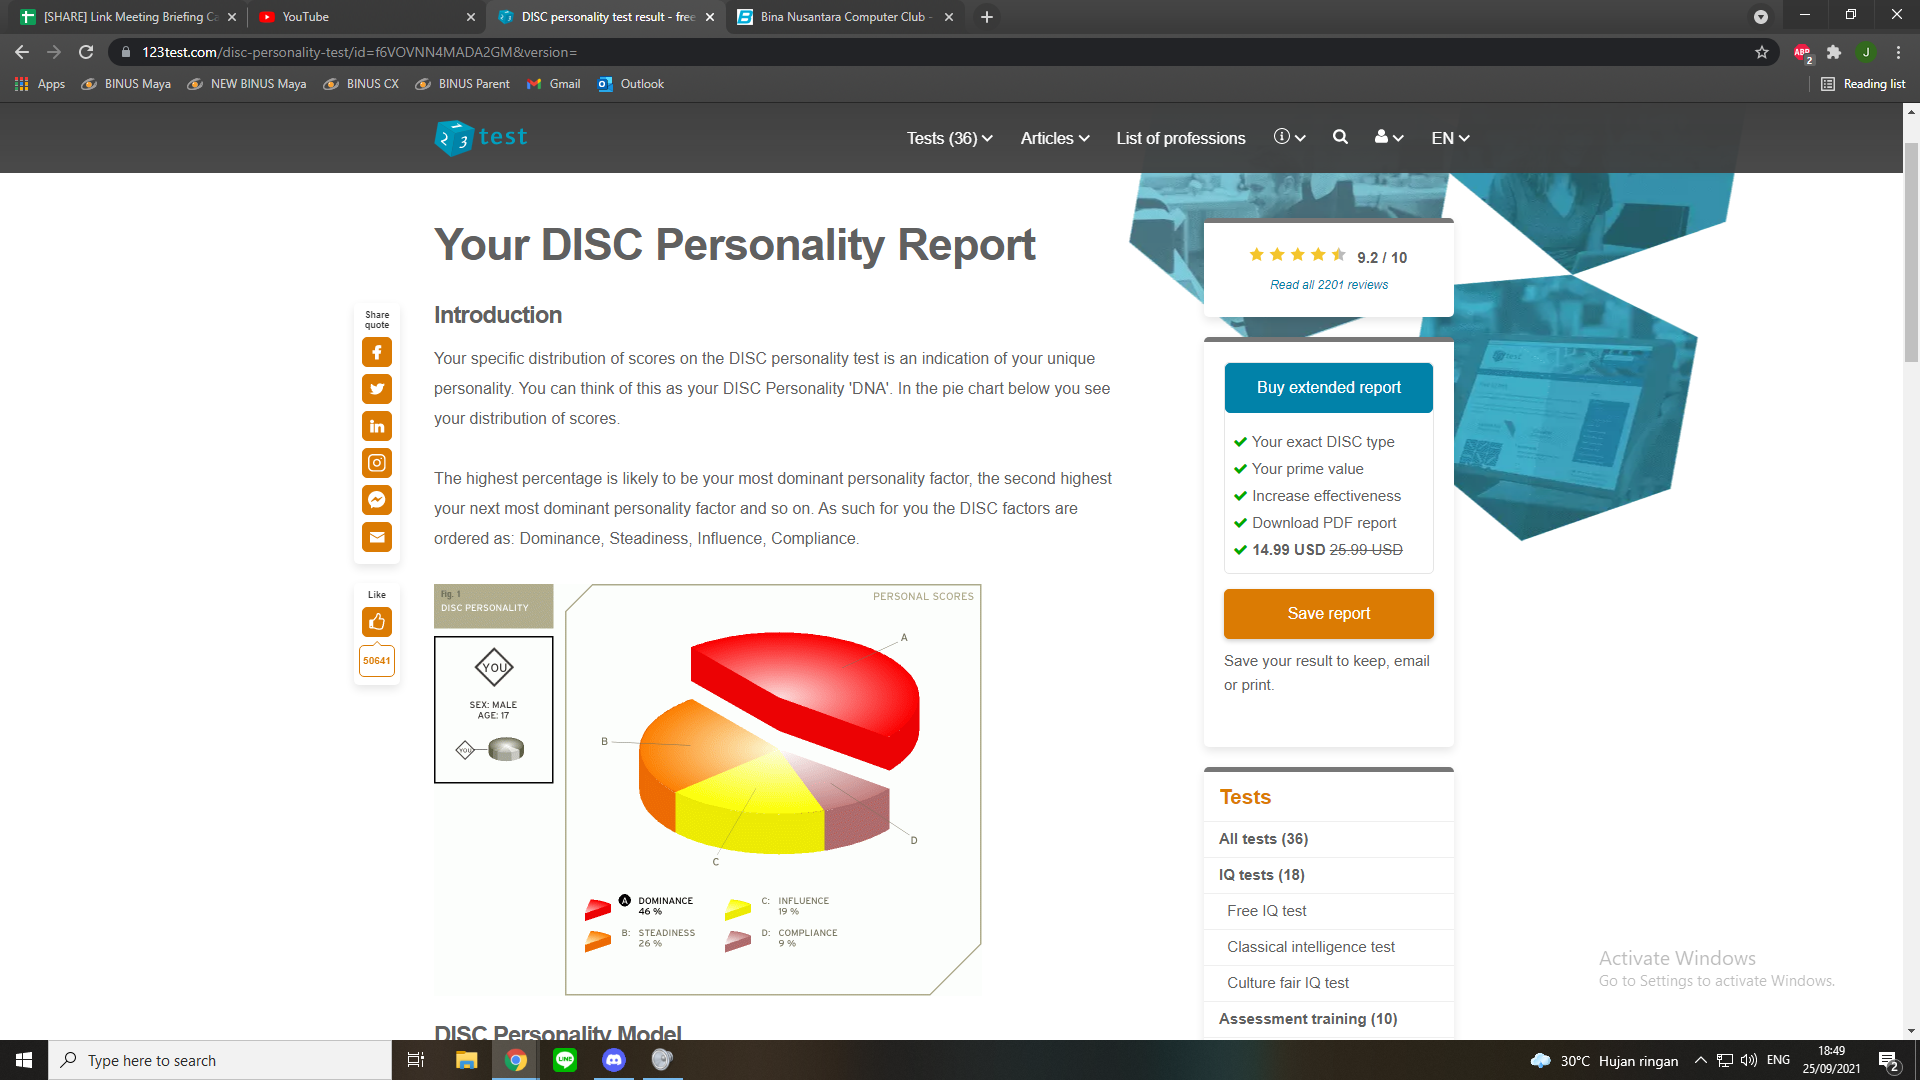 [SHARE] Link Meeting Briefing Ca
YouTube
DISC personality test result - free
Bina Nusantara Computer Club -
123test.com/disc-personality-test/id=f6VOVNN4MADA2GM&version=
ABP
2
J
Apps
BINUS Maya
NEW BINUS Maya
BINUS CX
BINUS Parent
Gmail
Outlook
Reading list
123 test
Tests (36)
Articles
List of professions
EN
Your DISC Personality Report
9.2 / 10
Read all 2201 reviews
Share
quote
Introduction
Your specific distribution of scores on the DISC personality test is an indication of your unique
personality. You can think of this as your DISC Personality 'DNA'. In the pie chart below you see
your distribution of scores.
The highest percentage is likely to be your most dominant personality factor, the second highest
your next most dominant personality factor and so on. As such for you the DISC factors are
ordered as: Dominance, Steadiness, Influence, Compliance.
Buy extended report
Your exact DISC type
Your prime value
Increase effectiveness
Download PDF report
14.99 USD 25.99 USD
Save report
Save your result to keep, email
or print.
Like
50641
Fig. 1
DISC PERSONALITY
PERSONAL SCORES
YOU
SEX: MALE
AGE: 17
YOU
A
B
C
D
A DOMINANCE
46 %
C: INFLUENCE
19 %
B: STEADINESS
26 %
D: COMPLIANCE
9 %
Tests
All tests (36)
IQ tests (18)
Free IQ test
Classical intelligence test
Culture fair IQ test
Assessment training (10)
Activate Windows
Go to Settings to activate Windows.
DISC Personality Model
Type here to search
LINE
30°C Hujan ringan
ENG
18:49
25/09/2021
2